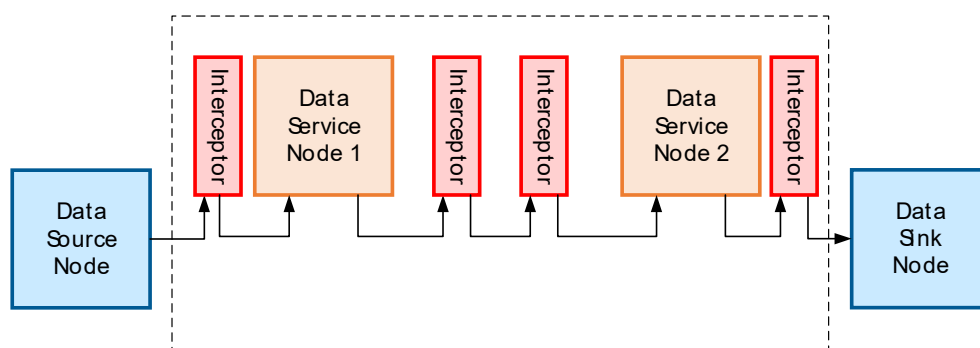 Interceptor
Data
Service
Node 1
Interceptor
Interceptor
Data
Service
Node 2
Interceptor
Data
Source
Node
Data
Sink
Node